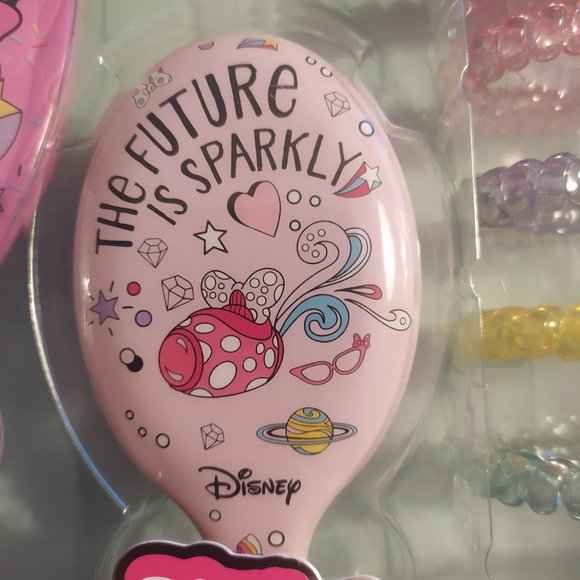 THE FUTURE
IS SPARKLY
Disney